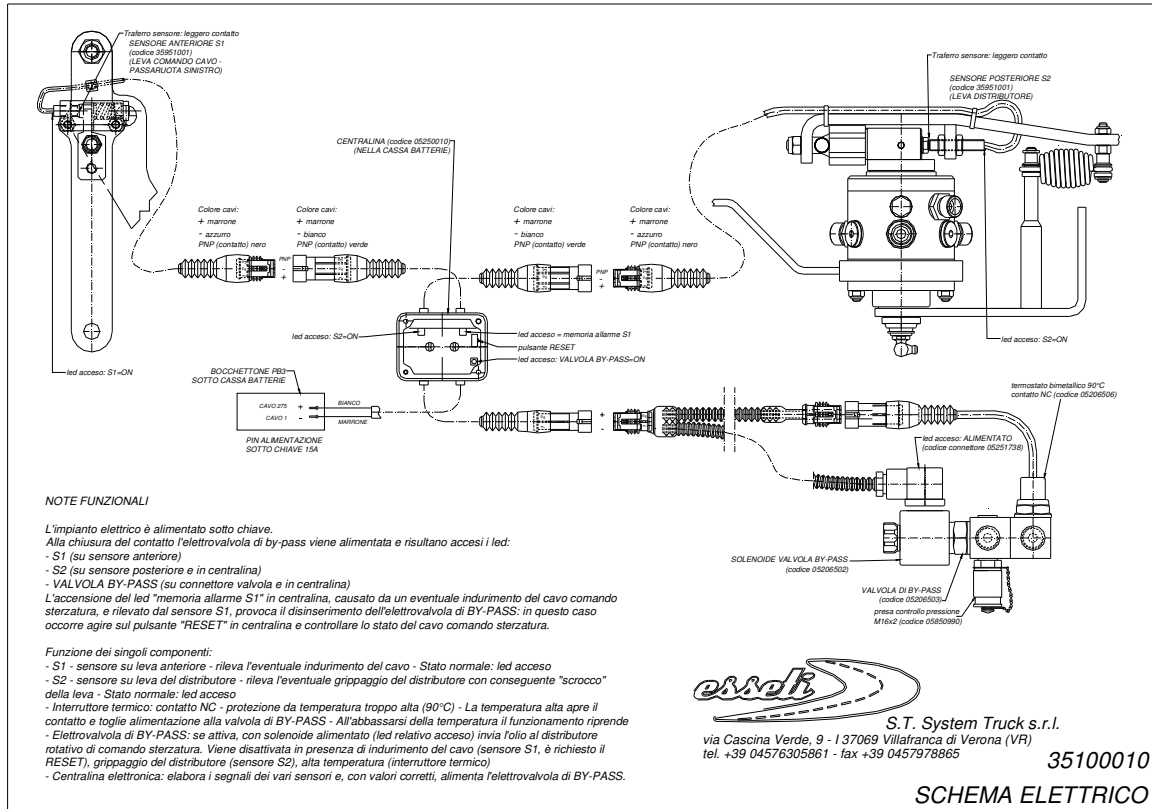 Traferro sensore: leggero contatto
SENSORE ANTERIORE S1
(codice 35951001)
(LEVA COMANDO CAVO -
PASSARUOTA SINISTRO)
Traferro sensore: leggero contatto
SENSORE POSTERIORE S2
(codice 35951001)
(LEVA DISTRIBUTORE)
CENTRALINA (codice 05250010)
(NELLA CASSA BATTERIE)
Colore cavi:
+ marrone
- azzurro
PNP (contatto) nero
Colore cavi:
+ marrone
- bianco
PNP (contatto) verde
Colore cavi:
+ marrone
- bianco
PNP (contatto) verde
Colore cavi:
+ marrone
- azzurro
PNP (contatto) nero
PNP
-
+
PNP
-
+
led acceso: S2=ON
led acceso = memoria allarme S1
pulsante RESET
led acceso: VALVOLA BY-PASS=ON
led acceso: S2=ON
led acceso: S1=ON
BOCCHETTONE PB3
SOTTO CASSA BATTERIE
CAVO 275 + BIANCO
CAVO 1 - MARRONE
PIN ALIMENTAZIONE
SOTTO CHIAVE 15A
+
-
termostato bimetallico 90°C
contatto NC (codice 05206506)
led acceso: ALIMENTATO
(codice connettore 05251738)
SOLENOIDE VALVOLA BY-PASS
(codice 05206502)
VALVOLA DI BY-PASS
(codice 05206503)
presa controllo pressione
M16x2 (codice 05850990)
NOTE FUNZIONALI
L'impianto elettrico è alimentato sotto chiave.
Alla chiusura del contatto l'elettrovalvola di by-pass viene alimentata e risultano accesi i led:
- S1 (su sensore anteriore)
- S2 (su sensore posteriore e in centralina)
- VALVOLA BY-PASS (su connettore valvola e in centralina)
L'accensione del led "memoria allarme S1" in centralina, causato da un eventuale indurimento del cavo comando
sterzatura, e rilevato dal sensore S1, provoca il disinserimento dell'elettrovalvola di BY-PASS: in questo caso
occorre agire sul pulsante "RESET" in centralina e controllare lo stato del cavo comando sterzatura.
Funzione dei singoli componenti:
- S1 - sensore su leva anteriore - rileva l'eventuale indurimento del cavo - Stato normale: led acceso
- S2 - sensore su leva del distributore - rileva l'eventuale grippaggio del distributore con conseguente "scrocco"
della leva - Stato normale: led acceso
- Interruttore termico: contatto NC - protezione da temperatura troppo alta (90°C) - La temperatura alta apre il
contatto e toglie alimentazione alla valvola di BY-PASS - All'abbassarsi della temperatura il funzionamento riprende
- Elettrovalvola di BY-PASS: se attiva, con solenoide alimentato (led relativo acceso) invia l'olio al distributore
rotativo di comando sterzatura. Viene disattivata in presenza di indurimento del cavo (sensore S1, è richiesto il
RESET), grippaggio del distributore (sensore S2), alta temperatura (interruttore termico)
- Centralina elettronica: elabora i segnali dei vari sensori e, con valori corretti, alimenta l'elettrovalvola di BY-PASS.
esseti
S.T. System Truck s.r.l.
via Cascina Verde, 9 - I 37069 Villafranca di Verona (VR)
tel. +39 04576305861 - fax +39 0457978865
35100010
SCHEMA ELETTRICO